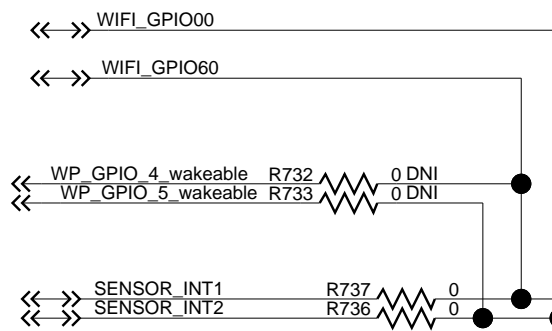 WIFI_GPIO00
WIFI_GPIO60
WP_GPIO_4_wakeable R732 0 DNI
WP_GPIO_5_wakeable R733 0 DNI
SENSOR_INT1 R737 0
SENSOR_INT2 R736 0